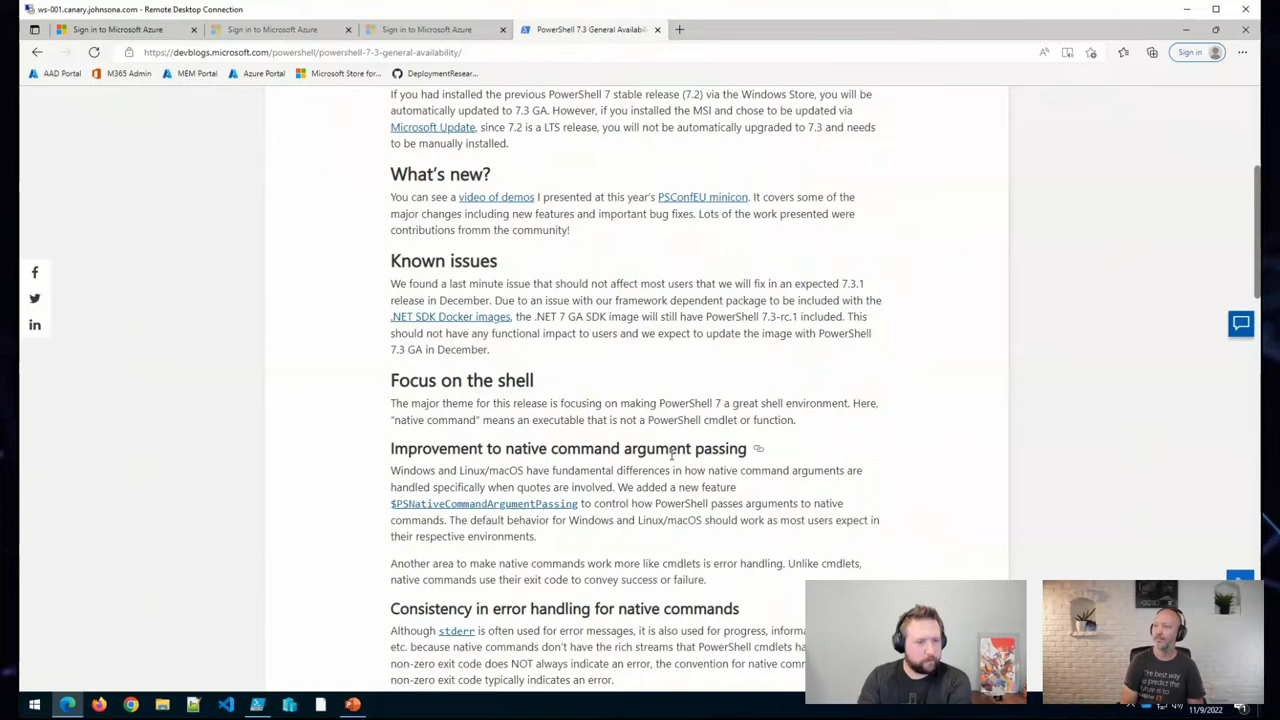 ws-001.canary.johnsona.com - Remote Desktop Connection
Sign in to Microsoft Azure
Sign in to Microsoft Azure
Sign in to Microsoft Azure
PowerShell 7.3 General Availabili
https://devblogs.microsoft.com/powershell/powershell-7-3-general-availability/
Sign in
AAD Portal
M365 Admin
MEM Portal
Azure Portal
Microsoft Store for...
DeploymentResear...
If you had installed the previous PowerShell 7 stable release (7.2) via the Windows Store, you will be
automatically updated to 7.3 GA. However, if you installed the MSI and chose to be updated via
Microsoft Update, since 7.2 is a LTS release, you will not be automatically upgraded to 7.3 and needs
to be manually installed.
What's new?
You can see a video of demos I presented at this year's PSConfEU minicon. It covers some of the
major changes including new features and important bug fixes. Lots of the work presented were
contributions fromm the community!
Known issues
We found a last minute issue that should not affect most users that we will fix in an expected 7.3.1
release in December. Due to an issue with our framework dependent package to be included with the
.NET SDK Docker images, the .NET 7 GA SDK image will still have PowerShell 7.3-rc.1 included. This
should not have any functional impact to users and we expect to update the image with PowerShell
7.3 GA in December.
Focus on the shell
The major theme for this release is focusing on making PowerShell 7 a great shell environment. Here,
"native command" means an executable that is not a PowerShell cmdlet or function.
Improvement to native command argument passing
Windows and Linux/macOS have fundamental differences in how native command arguments are
handled specifically when quotes are involved. We added a new feature
$PSNativeCommandArgumentPassing to control how PowerShell passes arguments to native
commands. The default behavior for Windows and Linux/macOS should work as most users expect in
their respective environments.
Another area to make native commands work more like cmdlets is error handling. Unlike cmdlets,
native commands use their exit code to convey success or failure.
Consistency in error handling for native commands
Although stderr is often used for error messages, it is also used for progress, informa
etc. because native commands don't have the rich streams that PowerShell cmdlets ha
non-zero exit code does NOT always indicate an error, the convention for native comm
non-zero exit code typically indicates an error.
The best
way to
predict the
future is to
11/9/2022